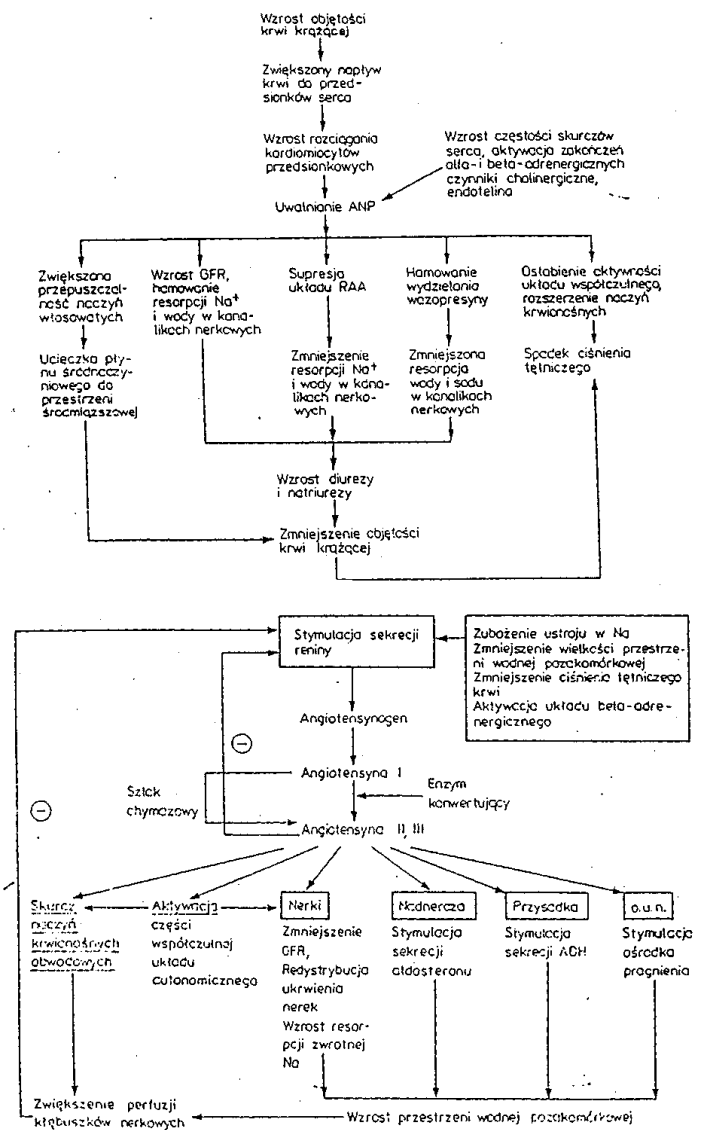 Wzrost objętości
krwi krążącej
Zwiększony napływ
krwi do przed-
sionków serca
Wzrost rozciągania
kardiomiocytów
przedsionkowych
Wzrost częstości skurczów
serca, aktywacja zakończeń
alfa-i beta-adrenergicznych
czynniki cholinergiczne,
endotelina
Uwalnianie ANP
Zwiększona
przepuszczal-
ność naczyń
włosowatych
Wzrost GFR,
hamowanie
resorpcji Na+
i wody w kana-
likach nerkowych
Supresja
układu RAA
Hamowanie
wydzielania
wazopresyny
Osłabienie aktywności
układu współczulnego,
rozszerzenie naczyń
krwionośnych
Ucieczka pły-
nu śródnaczy-
niowego do
przestrzeni
śródmiąższowej
Zmniejszenie
resorpcji Na+
i wody w kana-
likach nerko-
wych
Zmniejszona
resorpcja
wody i sodu
w kanalikach
nerkowych
Spadek ciśnienia
tętniczego
Wzrost diurezy
i natriurezy
Zmniejszenie objętości
krwi krążącej
Stymulacja sekrecji
reniny
Zubożenie ustroju w Na
Zmniejszenie wielkości przestrze-
ni wodnej pozakomórkowej
Zmniejszenie ciśnienia tętniczego
krwi
Aktywacja układu beta-adre-
nergicznego
Angiotensynogen
Angiotensyna I
Szlak
chymazowy
Enzym
konwertujący
Angiotensyna II, III
Skurcz
naczyń
krwionośnych
obwodowych
Aktywacja
części
współczulnej
układu
autonomicznego
Nerki
Zmniejszenie
GFR,
Redystrybucja
ukrwienia
nerek
Wzrost resor-
pcji zwrotnej
Na
Nadnercza
Stymulacja
sekrecji
aldosteronu
Przysadka
Stymulacja
sekrecji ADH
o.u.n.
Stymulacja
ośrodka
pragnienia
Zwiększenie perfuzji
kłębuszków nerkowych
Wzrost przestrzeni wodnej pozakomórkowej